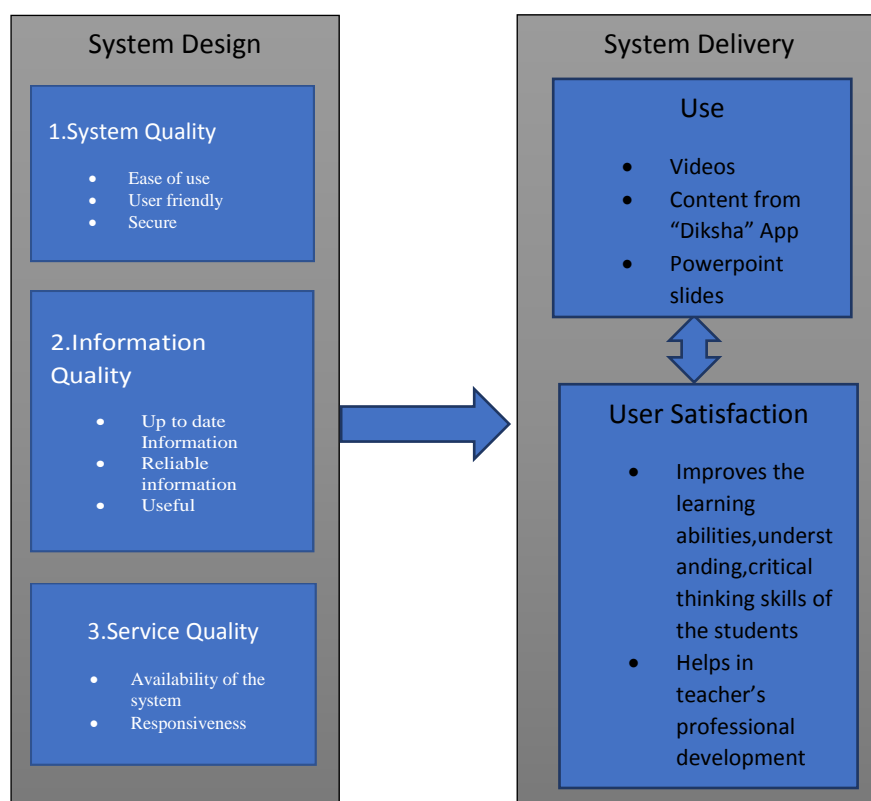 System Design
1.System Quality
Ease of use
User friendly
Secure
2.Information
Quality
Up to date
Information
Reliable
information
Useful
3.Service Quality
Availability of the
system
Responsiveness
System Delivery
Use
Videos
Content from
“Diksha” App
Powerpoint
slides
User Satisfaction
Improves the
learning
abilities,underst
anding,critical
thinking skills of
the students
Helps in
teacher’s
professional
development